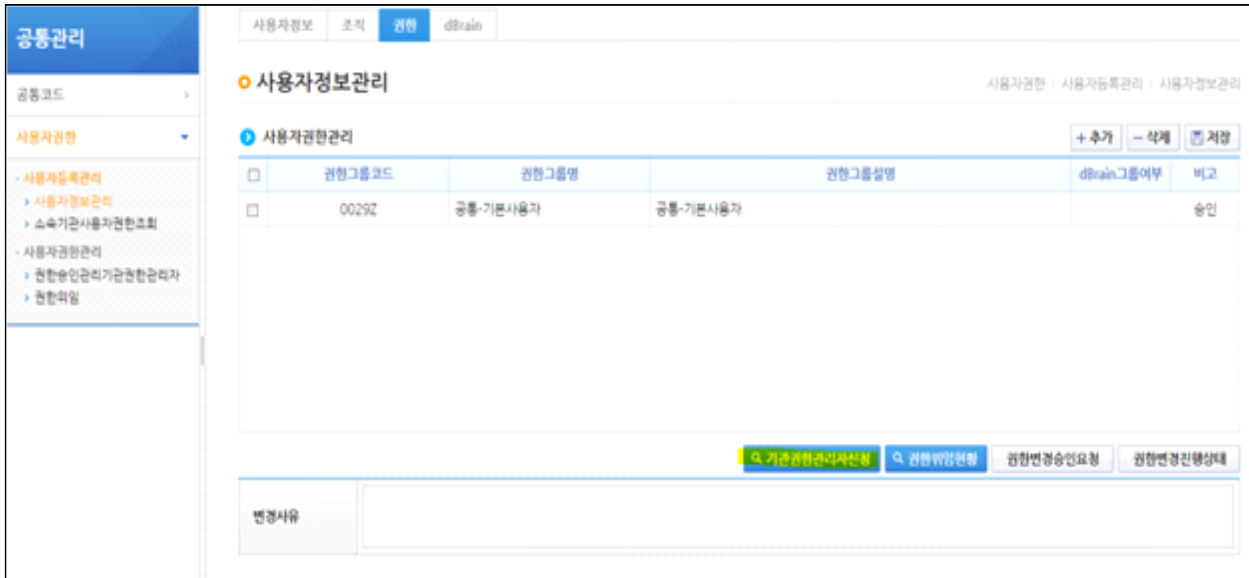 공통관리
사용자정보 조직 권한 dBrain
사용자정보관리
사용자권한 > 사용자등록관리 > 사용자정보관리
공통코드
사용자권한
- 사용자등록관리
> 사용자정보관리
> 소속기관사용자권한조회
- 사용자권한관리
> 권한승인관리기관권한관리자
> 권한위임
사용자권한관리
+ 추가 - 삭제 저장
권한그룹코드 권한그룹명 권한그룹설명 dBrain그룹여부 비고
0029Z 공통-기본사용자 공통-기본사용자 승인
기관권한관리자신청 권한위임현황 권한변경승인요청 권한변경진행상태
변경사유